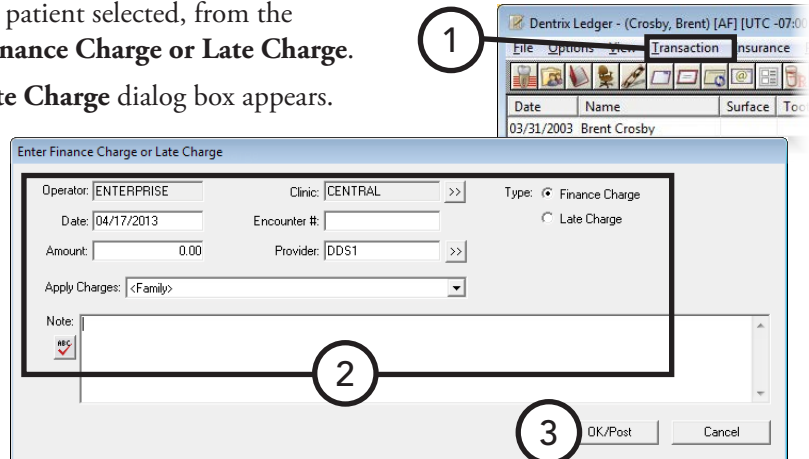 patient selected, from the
nance Charge or Late Charge.
te Charge dialog box appears.
1
Dentrix Ledger - (Crosby, Brent) [AF] [UTC -07:00
File Options View Transaction Insurance
Date Name Surface Too
03/31/2003 Brent Crosby
Enter Finance Charge or Late Charge
Operator: ENTERPRISE Clinic: CENTRAL >> Type: Finance Charge
Date: 04/17/2013 Encounter #: Late Charge
Amount: 0.00 Provider: DDS1 >>
Apply Charges: <Family>
Note:
ABC
2
3 OK/Post Cancel